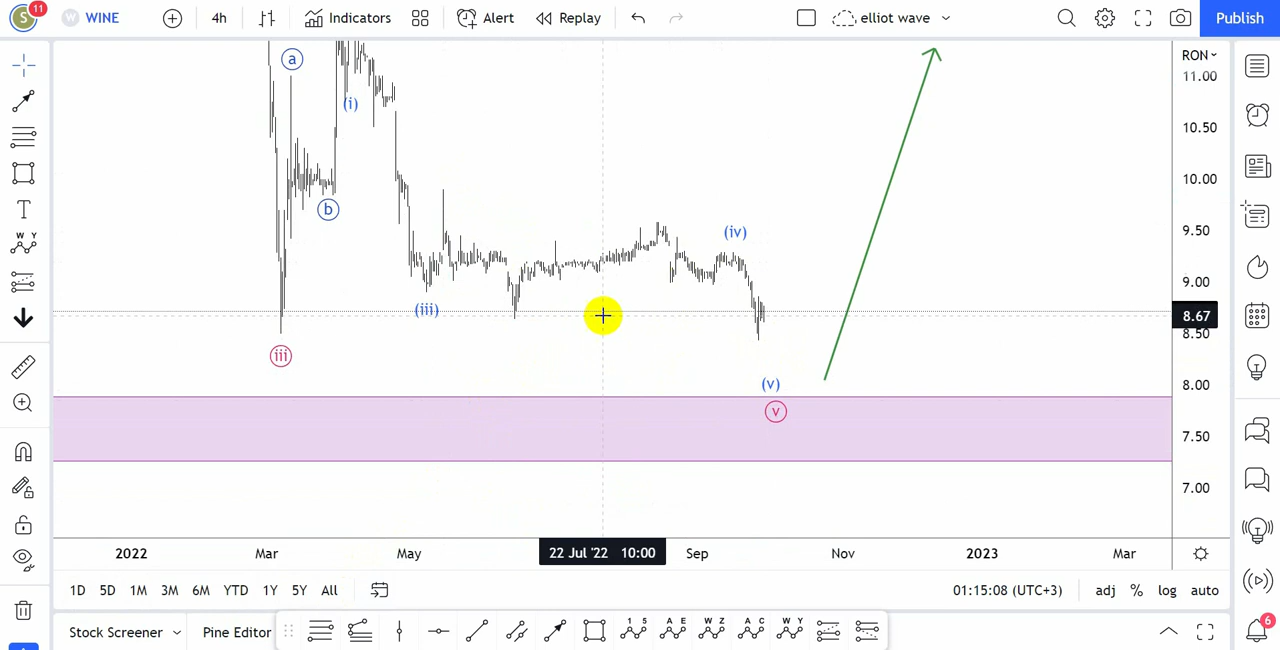 S 11 W WINE 4h Indicators Alert Replay elliot wave Publish
RON
11.00
10.50
10.00
9.50
9.00
8.67
8.50
8.00
7.50
7.00
a
(i)
b
(iv)
(iii)
iii
(v)
v
2022 Mar May 22 Jul '22 10:00 Sep Nov 2023 Mar
1D 5D 1M 3M 6M YTD 1Y 5Y All 01:15:08 (UTC+3) adj % log auto
Stock Screener Pine Editor 1 5 A E W Z A C W Y
W Y
6